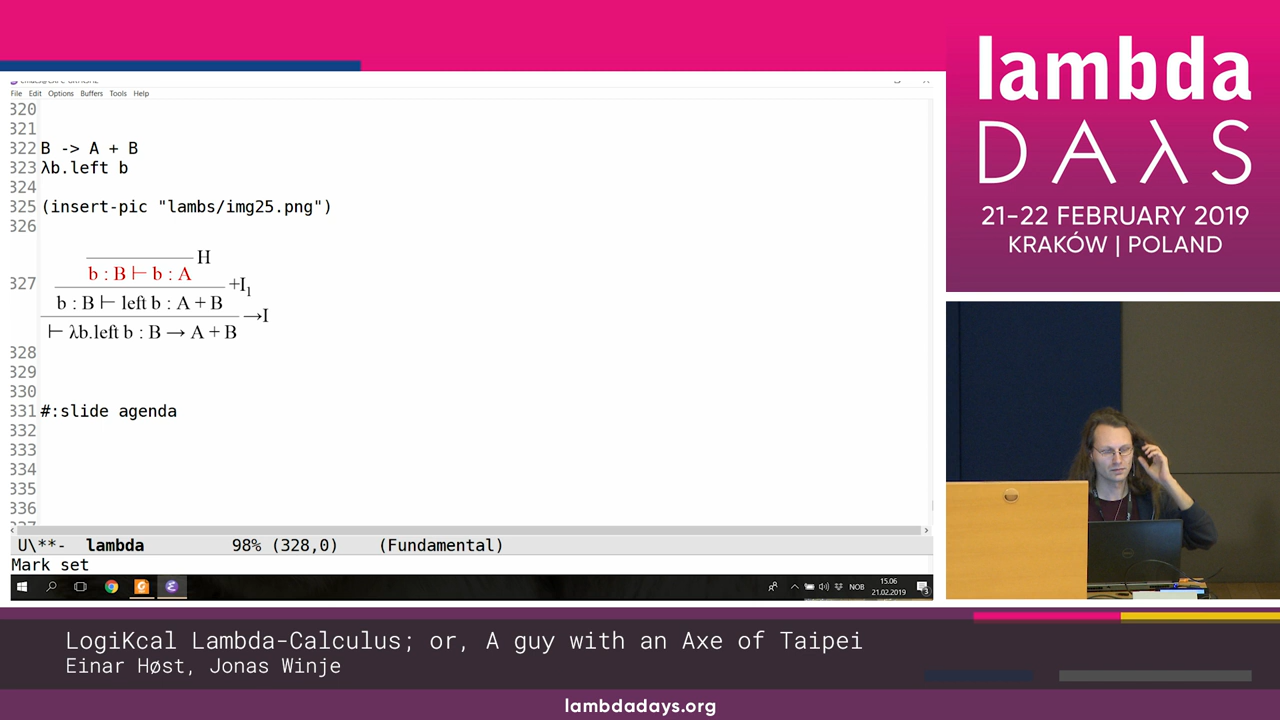 lambda
DAλS
21–22 FEBRUARY 2019
KRAKÓW | POLAND
File Edit Options Buffers Tools Help
320
321
322 B -> A + B
323 λb.left b
324
325 (insert-pic "lambs/img25.png")
326
H
b : B ⊢ b : A
327
+I1
b : B ⊢ left b : A + B
→I
⊢ λb.left b : B → A + B
328
329
330
331 #:slide agenda
332
333
334
335
336
U\**- lambda 98% (328,0) (Fundamental)
Mark set
NOB
15.06
21.02.2019
LogiKcal Lambda-Calculus; or, A guy with an Axe of Taipei
Einar Høst, Jonas Winje
lambdadays.org